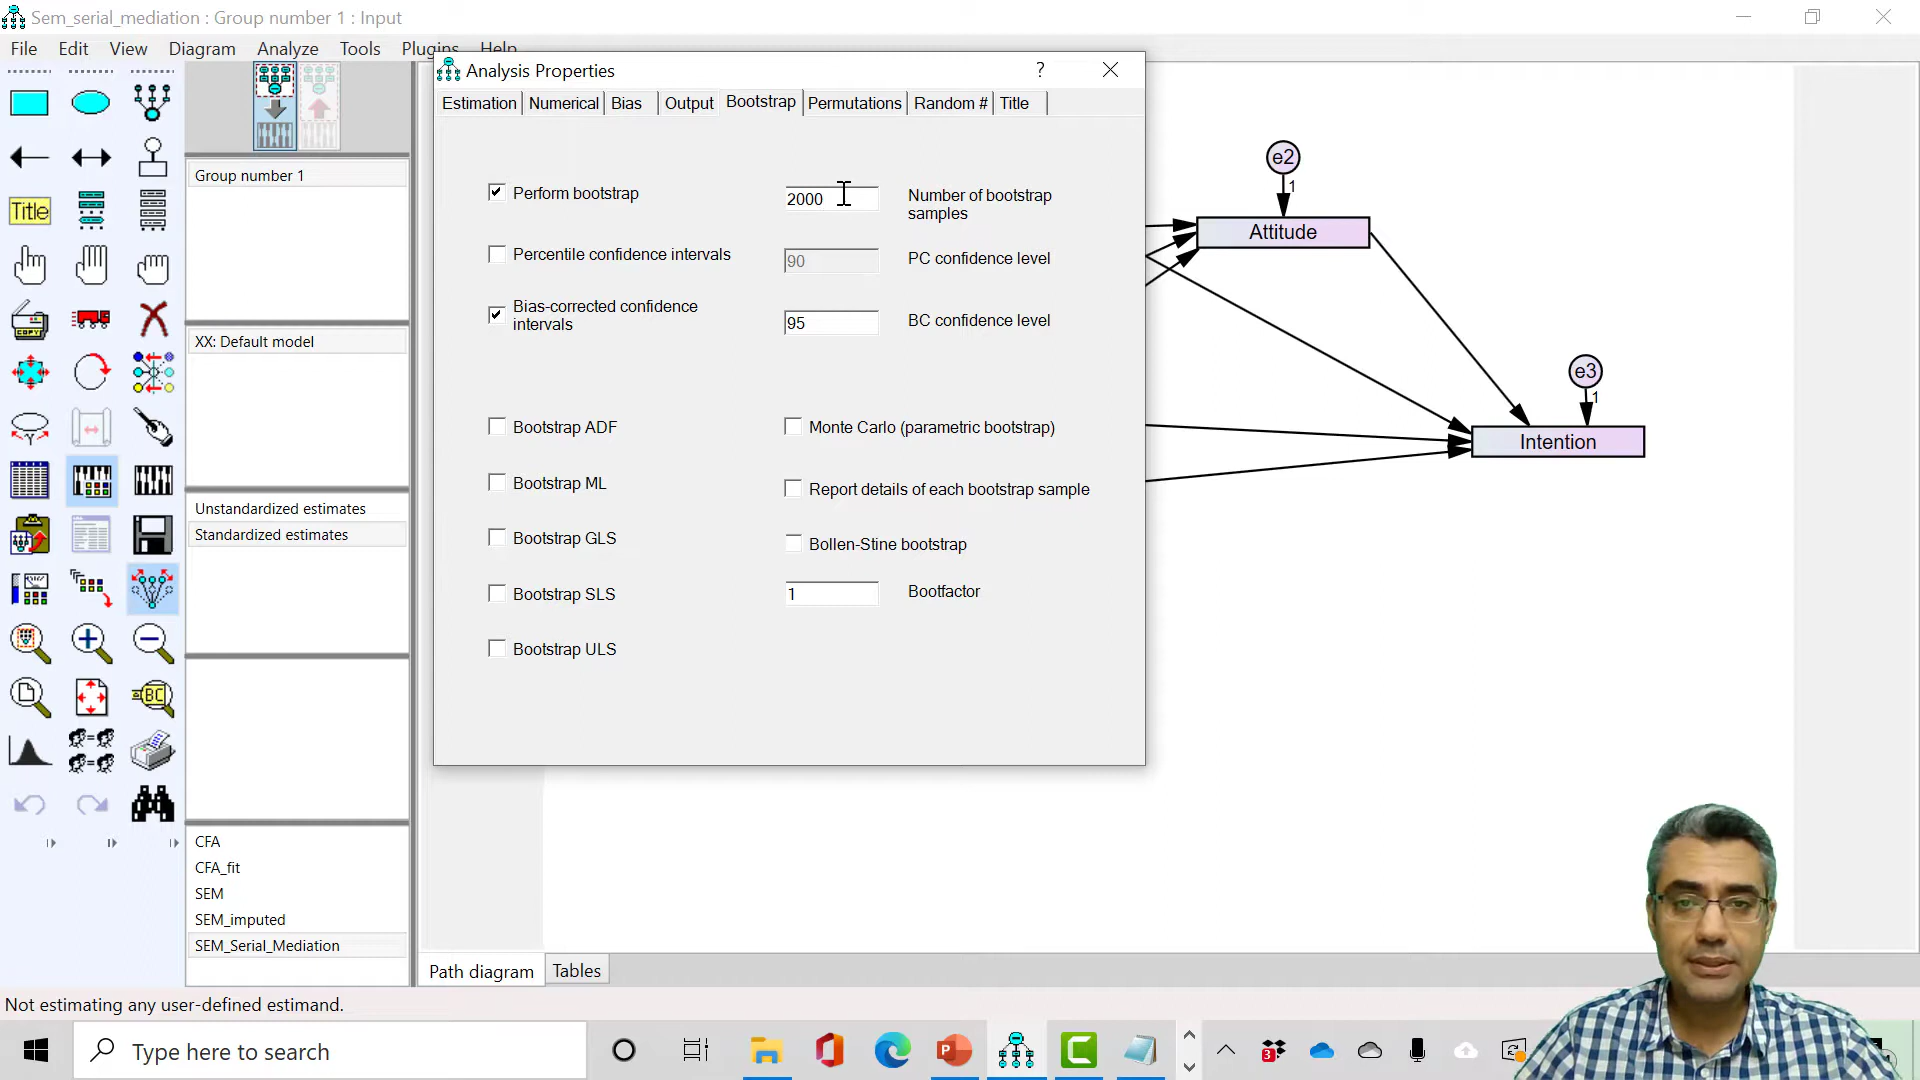 Sem_serial_mediation : Group number 1 : Input
File Edit View Diagram Analyze Tools Plugins Help
Analysis Properties ?
Estimation Numerical Bias Output Bootstrap Permutations Random # Title
Group number 1
Perform bootstrap 2000 Number of bootstrap
samples
Percentile confidence intervals 90 PC confidence level
Bias-corrected confidence
intervals 95 BC confidence level
Bootstrap ADF Monte Carlo (parametric bootstrap)
Bootstrap ML Report details of each bootstrap sample
Bootstrap GLS Bollen-Stine bootstrap
Bootstrap SLS 1 Bootfactor
Bootstrap ULS
e2
1
Attitude
e3
1
Intention
Title
COPY
γ
BC
XX: Default model
Unstandardized estimates
Standardized estimates
CFA
CFA_fit
SEM
SEM_imputed
SEM_Serial_Mediation
Path diagram Tables
Not estimating any user-defined estimand.
Type here to search
3